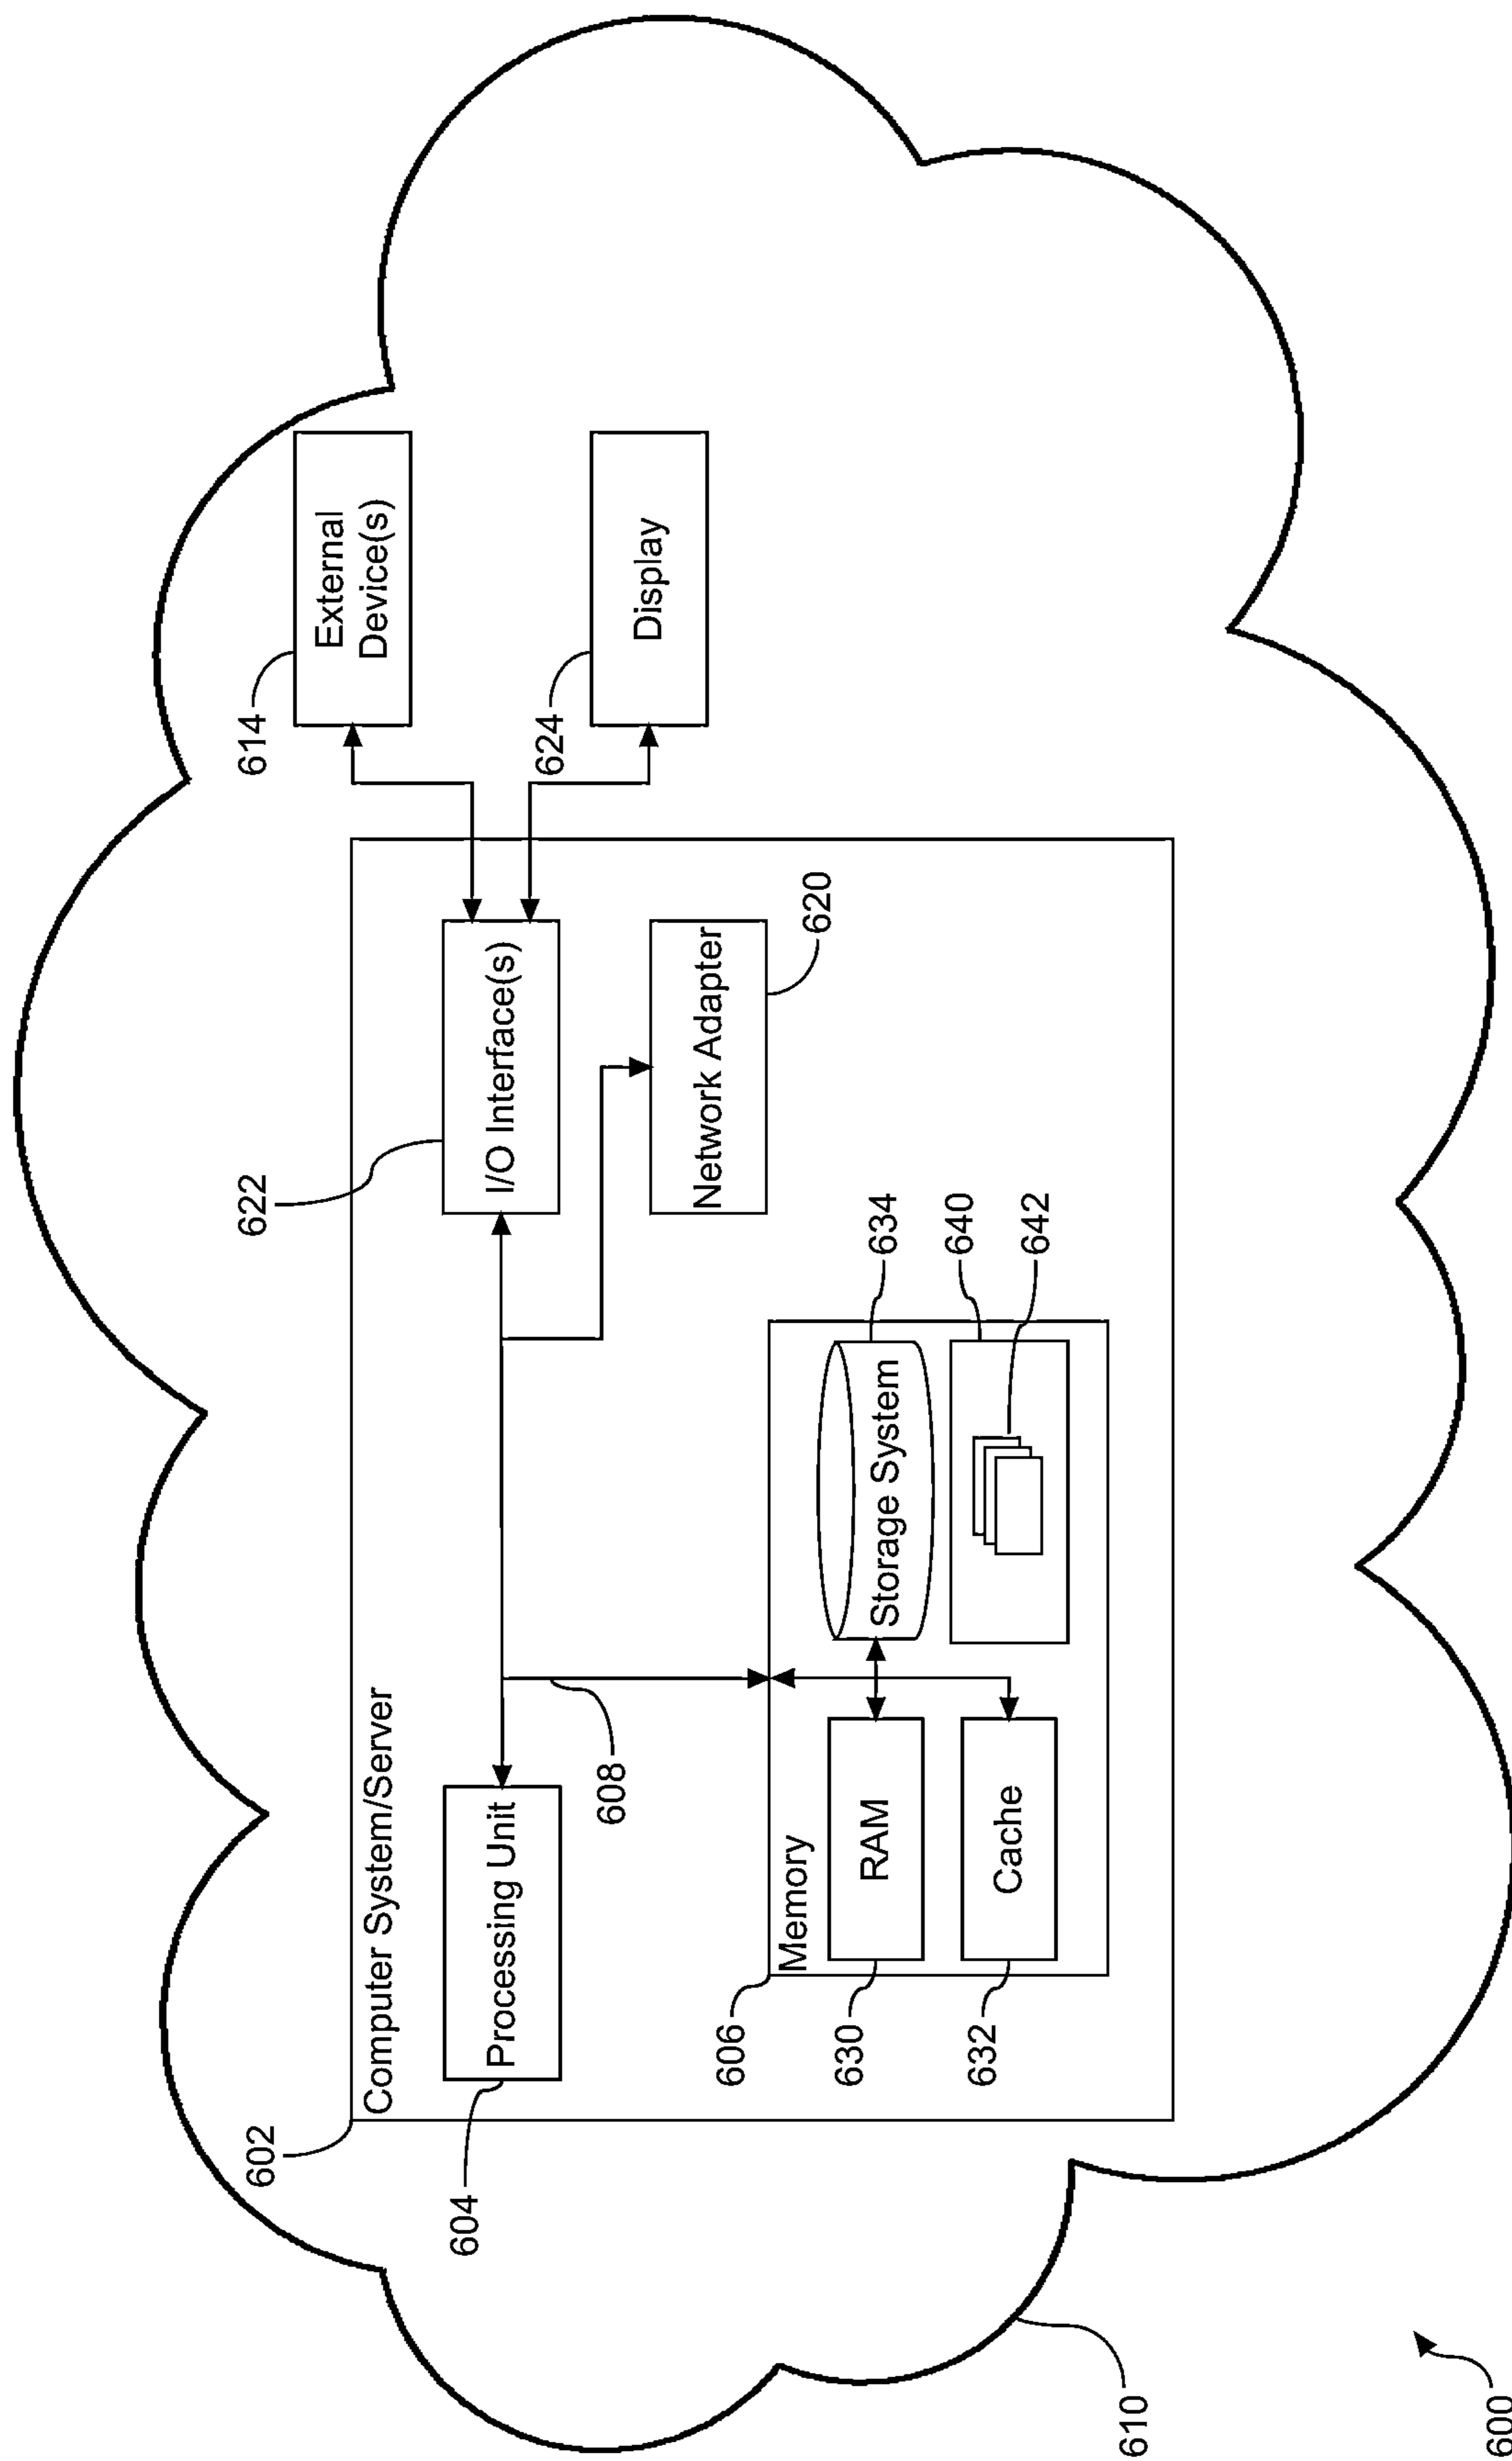 602
Computer System/Server
604
Processing Unit
608
622
I/O Interface(s)
614
External
Device(s)
624
Display
Network Adapter
620
606
Memory
630
RAM
632
Cache
Storage System
634
640
642
610
600